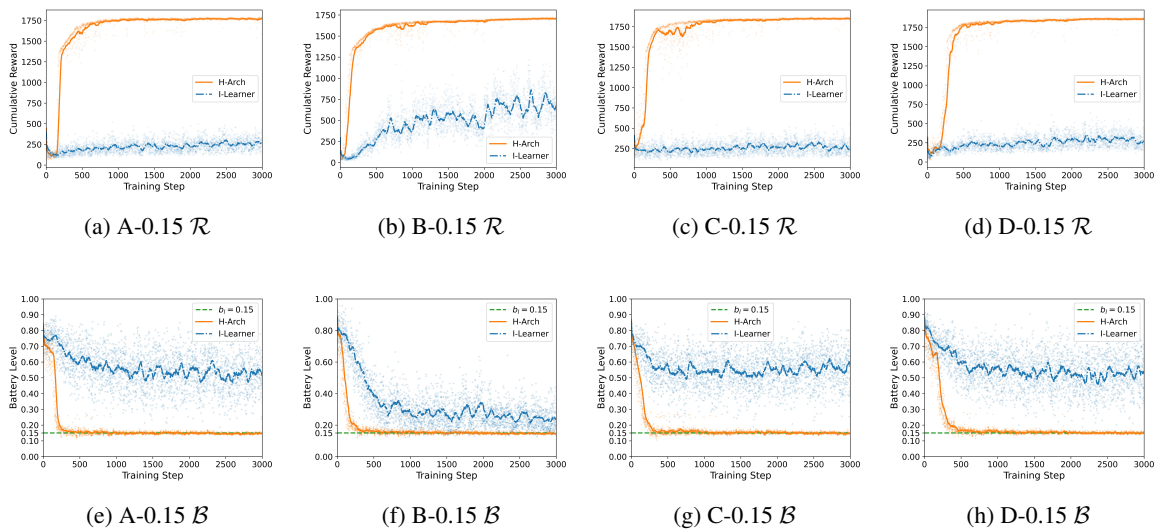 1750
1500
1250
1000
750
500
250
0
Cumulative Reward
H-Arch
I-Learner
0 500 1000 1500 2000 2500 3000
Training Step
(a) A-0.15 R
1750
1500
1250
1000
750
500
250
0
Cumulative Reward
H-Arch
I-Learner
0 500 1000 1500 2000 2500 3000
Training Step
(b) B-0.15 R
1750
1500
1250
1000
750
500
250
0
Cumulative Reward
H-Arch
I-Learner
0 500 1000 1500 2000 2500 3000
Training Step
(c) C-0.15 R
1750
1500
1250
1000
750
500
250
0
Cumulative Reward
H-Arch
I-Learner
0 500 1000 1500 2000 2500 3000
Training Step
(d) D-0.15 R
1.00
0.90
0.80
0.70
0.60
0.50
0.40
0.30
0.20
0.15
0.10
0.00
Battery Level
b_l = 0.15
H-Arch
I-Learner
0 500 1000 1500 2000 2500 3000
Training Step
(e) A-0.15 B
1.00
0.90
0.80
0.70
0.60
0.50
0.40
0.30
0.20
0.15
0.10
0.00
Battery Level
b_l = 0.15
H-Arch
I-Learner
0 500 1000 1500 2000 2500 3000
Training Step
(f) B-0.15 B
1.00
0.90
0.80
0.70
0.60
0.50
0.40
0.30
0.20
0.15
0.10
0.00
Battery Level
b_l = 0.15
H-Arch
I-Learner
0 500 1000 1500 2000 2500 3000
Training Step
(g) C-0.15 B
1.00
0.90
0.80
0.70
0.60
0.50
0.40
0.30
0.20
0.15
0.10
0.00
Battery Level
b_l = 0.15
H-Arch
I-Learner
0 500 1000 1500 2000 2500 3000
Training Step
(h) D-0.15 B